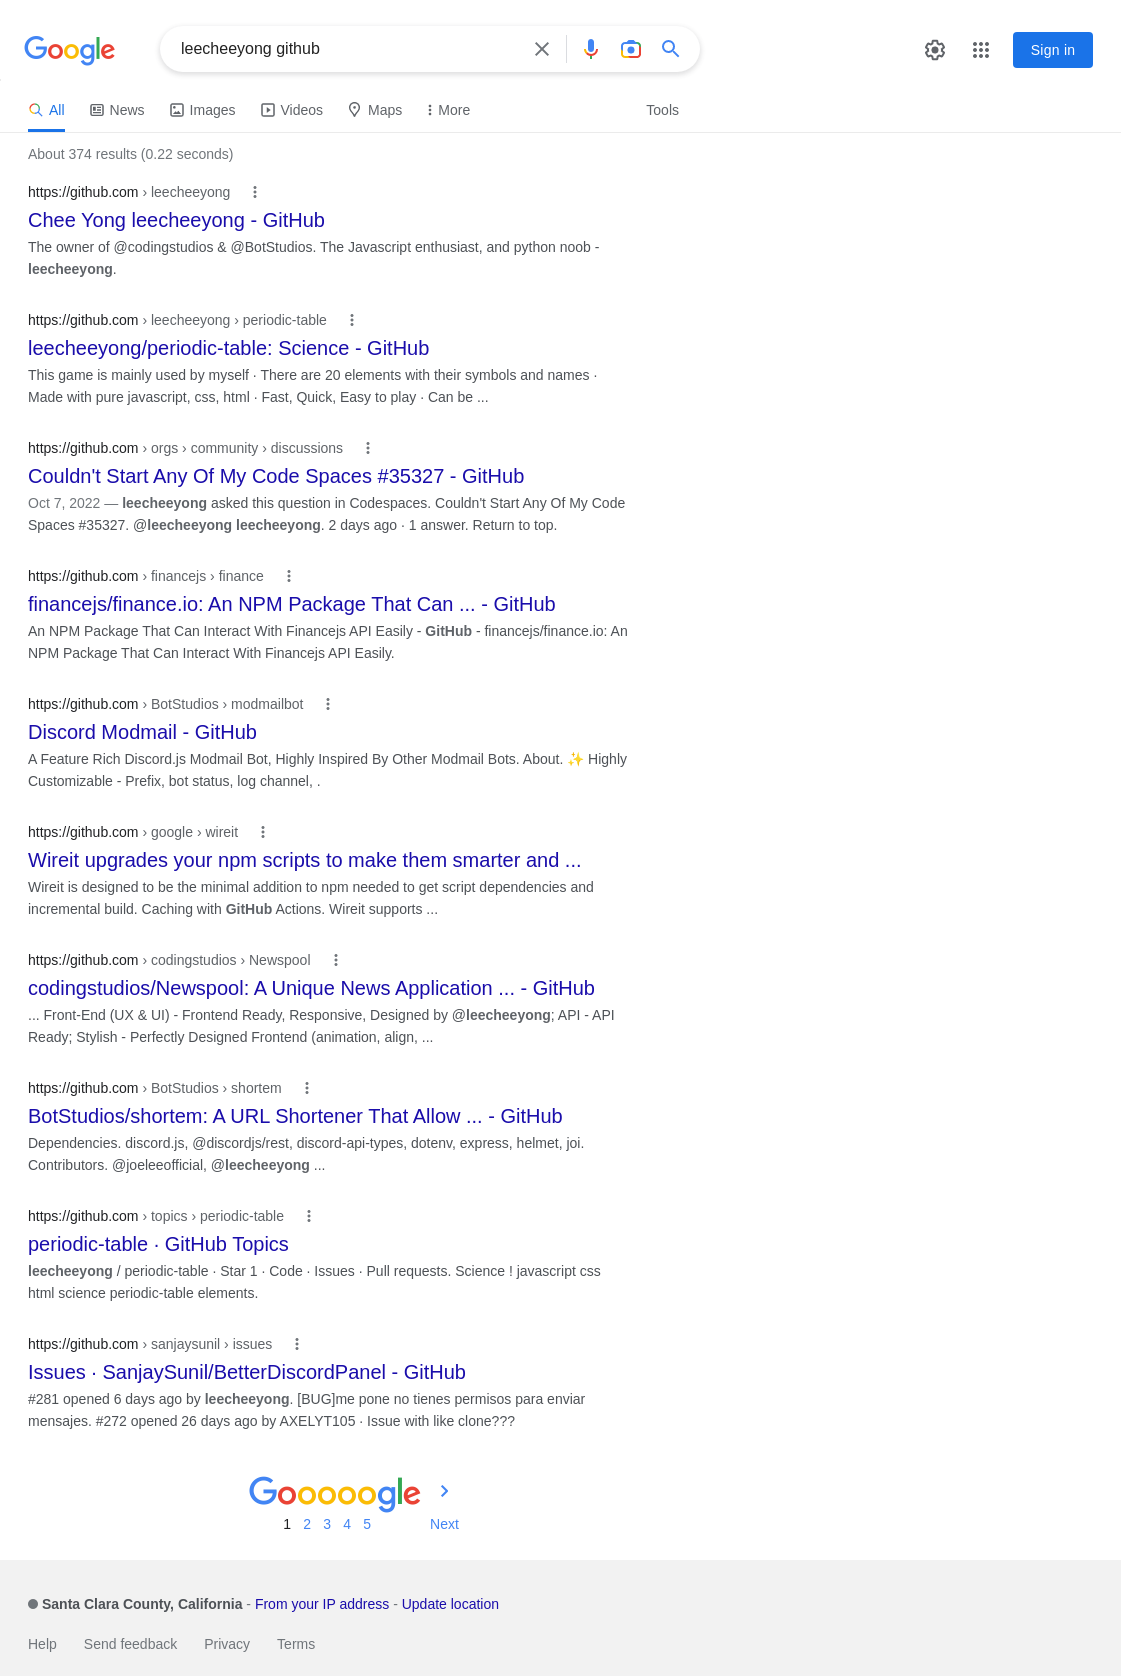 Google
leecheeyong github
Sign in
All News Images Videos Maps More Tools
About 374 results (0.22 seconds)
https://github.com › leecheeyong
Chee Yong leecheeyong - GitHub
The owner of @codingstudios & @BotStudios. The Javascript enthusiast, and python noob -
leecheeyong.
https://github.com › leecheeyong › periodic-table
leecheeyong/periodic-table: Science - GitHub
This game is mainly used by myself · There are 20 elements with their symbols and names ·
Made with pure javascript, css, html · Fast, Quick, Easy to play · Can be ...
https://github.com › orgs › community › discussions
Couldn't Start Any Of My Code Spaces #35327 - GitHub
Oct 7, 2022 — leecheeyong asked this question in Codespaces. Couldn't Start Any Of My Code
Spaces #35327. @leecheeyong leecheeyong. 2 days ago · 1 answer. Return to top.
https://github.com › financejs › finance
financejs/finance.io: An NPM Package That Can ... - GitHub
An NPM Package That Can Interact With Financejs API Easily - GitHub - financejs/finance.io: An
NPM Package That Can Interact With Financejs API Easily.
https://github.com › BotStudios › modmailbot
Discord Modmail - GitHub
A Feature Rich Discord.js Modmail Bot, Highly Inspired By Other Modmail Bots. About. ✨ Highly
Customizable - Prefix, bot status, log channel, .
https://github.com › google › wireit
Wireit upgrades your npm scripts to make them smarter and ...
Wireit is designed to be the minimal addition to npm needed to get script dependencies and
incremental build. Caching with GitHub Actions. Wireit supports ...
https://github.com › codingstudios › Newspool
codingstudios/Newspool: A Unique News Application ... - GitHub
... Front-End (UX & UI) - Frontend Ready, Responsive, Designed by @leecheeyong; API - API
Ready; Stylish - Perfectly Designed Frontend (animation, align, ...
https://github.com › BotStudios › shortem
BotStudios/shortem: A URL Shortener That Allow ... - GitHub
Dependencies. discord.js, @discordjs/rest, discord-api-types, dotenv, express, helmet, joi.
Contributors. @joeleeofficial, @leecheeyong ...
https://github.com › topics › periodic-table
periodic-table · GitHub Topics
leecheeyong / periodic-table · Star 1 · Code · Issues · Pull requests. Science ! javascript css
html science periodic-table elements.
https://github.com › sanjaysunil › issues
Issues · SanjaySunil/BetterDiscordPanel - GitHub
#281 opened 6 days ago by leecheeyong. [BUG]me pone no tienes permisos para enviar
mensajes. #272 opened 26 days ago by AXELYT105 · Issue with like clone???
Gooooogle
1 2 3 4 5 Next
Santa Clara County, California - From your IP address - Update location
Help Send feedback Privacy Terms